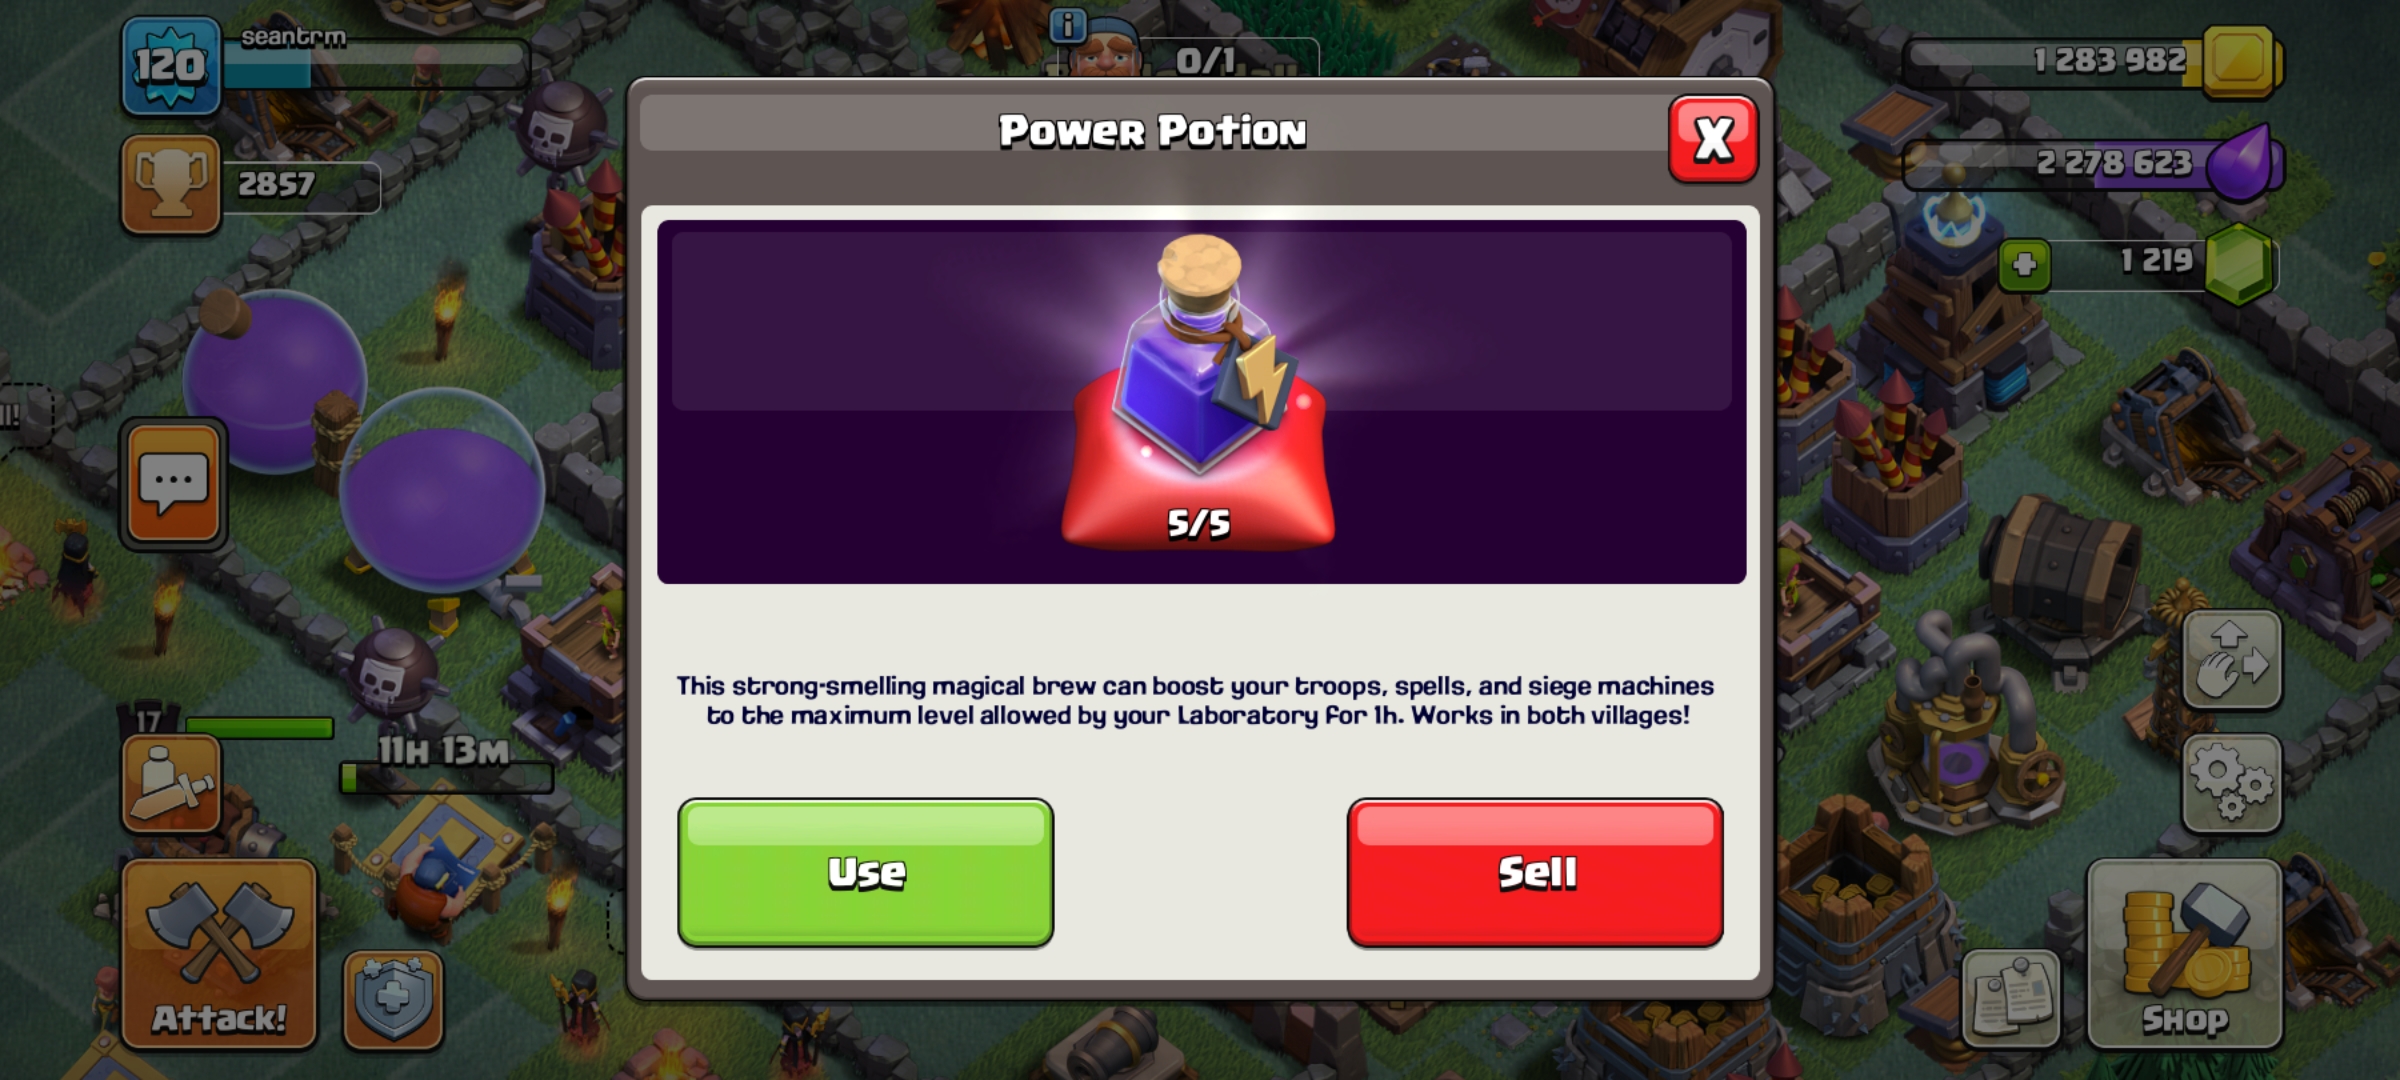 120
seantrm
2857
0/1
1 283 982
2 278 623
1 219
Power Potion
X
5/5
This strong-smelling magical brew can boost your troops, spells, and siege machines
to the maximum level allowed by your Laboratory for 1h. Works in both villages!
Use
Sell
17
11H 13M
Attack!
Shop